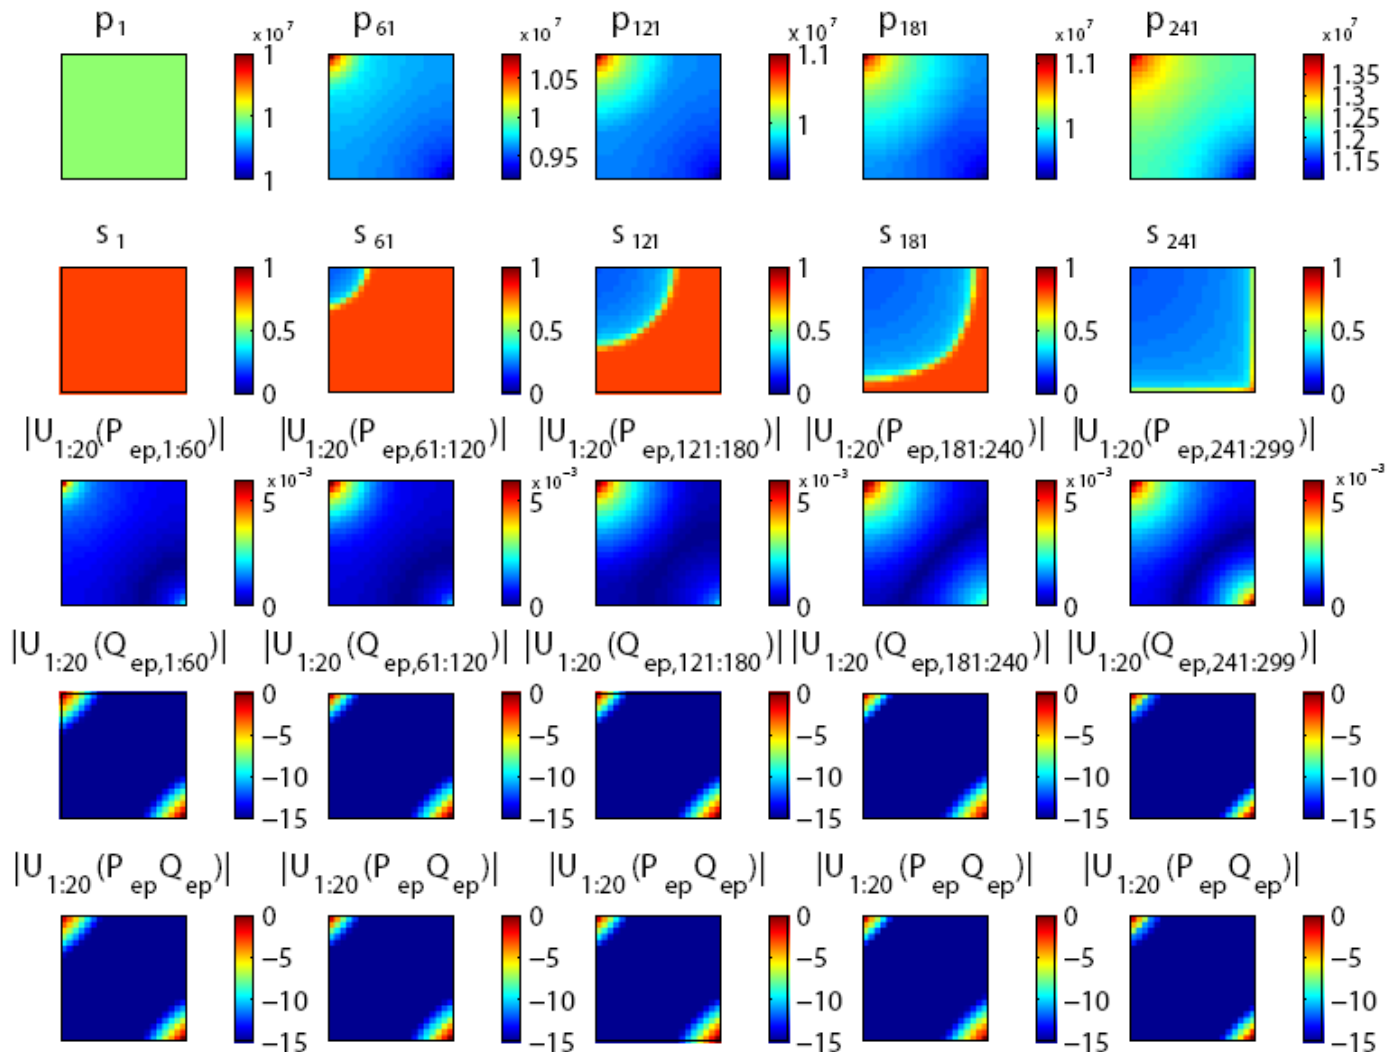 p 1 p 61 p 121 p 181 p 241
x 10^7 x 10^7 x 10^7 x 10^7 x 10^7
1 1 1
1.05 1 0.95
1.1 1
1.1 1
1.35 1.3 1.25 1.2 1.15
s 1 s 61 s 121 s 181 s 241
1 1 1 1 1
0.5 0.5 0.5 0.5 0.5
0 0 0 0 0
|U 1:20 (P ep,1:60)| |U 1:20 (P ep,61:120)| |U 1:20 (P ep,121:180)| |U 1:20 (P ep,181:240)| |U 1:20 (P ep,241:299)|
x 10^−3 x 10^−3 x 10^−3 x 10^−3 x 10^−3
5 5 5 5 5
0 0 0 0 0
|U 1:20 (Q ep,1:60)| |U 1:20 (Q ep,61:120)| |U 1:20 (Q ep,121:180)| |U 1:20 (Q ep,181:240)| |U 1:20 (Q ep,241:299)|
0 0 0 0 0
−5 −5 −5 −5 −5
−10 −10 −10 −10 −10
−15 −15 −15 −15 −15
|U 1:20 (P ep Q ep)| |U 1:20 (P ep Q ep)| |U 1:20 (P ep Q ep)| |U 1:20 (P ep Q ep)| |U 1:20 (P ep Q ep)|
0 0 0 0 0
−5 −5 −5 −5 −5
−10 −10 −10 −10 −10
−15 −15 −15 −15 −15